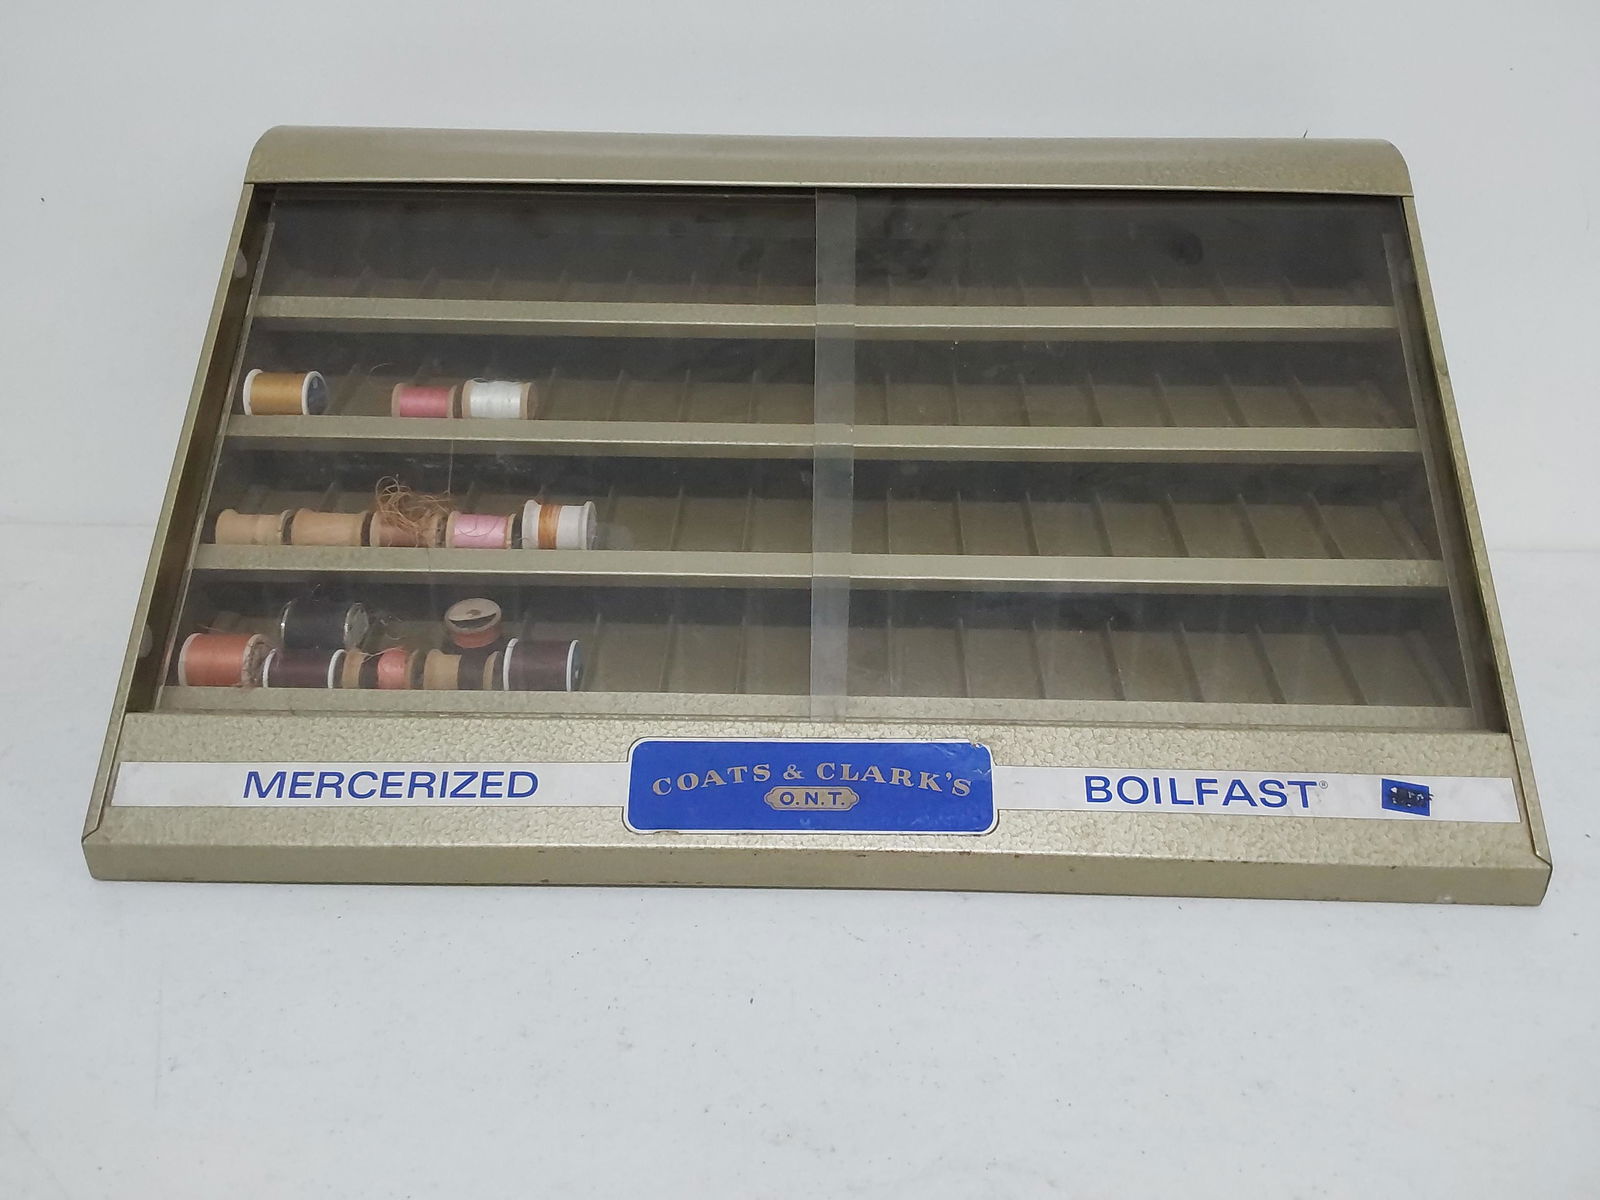 MERCERIZED
COATS & CLARK'S
O.N.T.
BOILFAST®